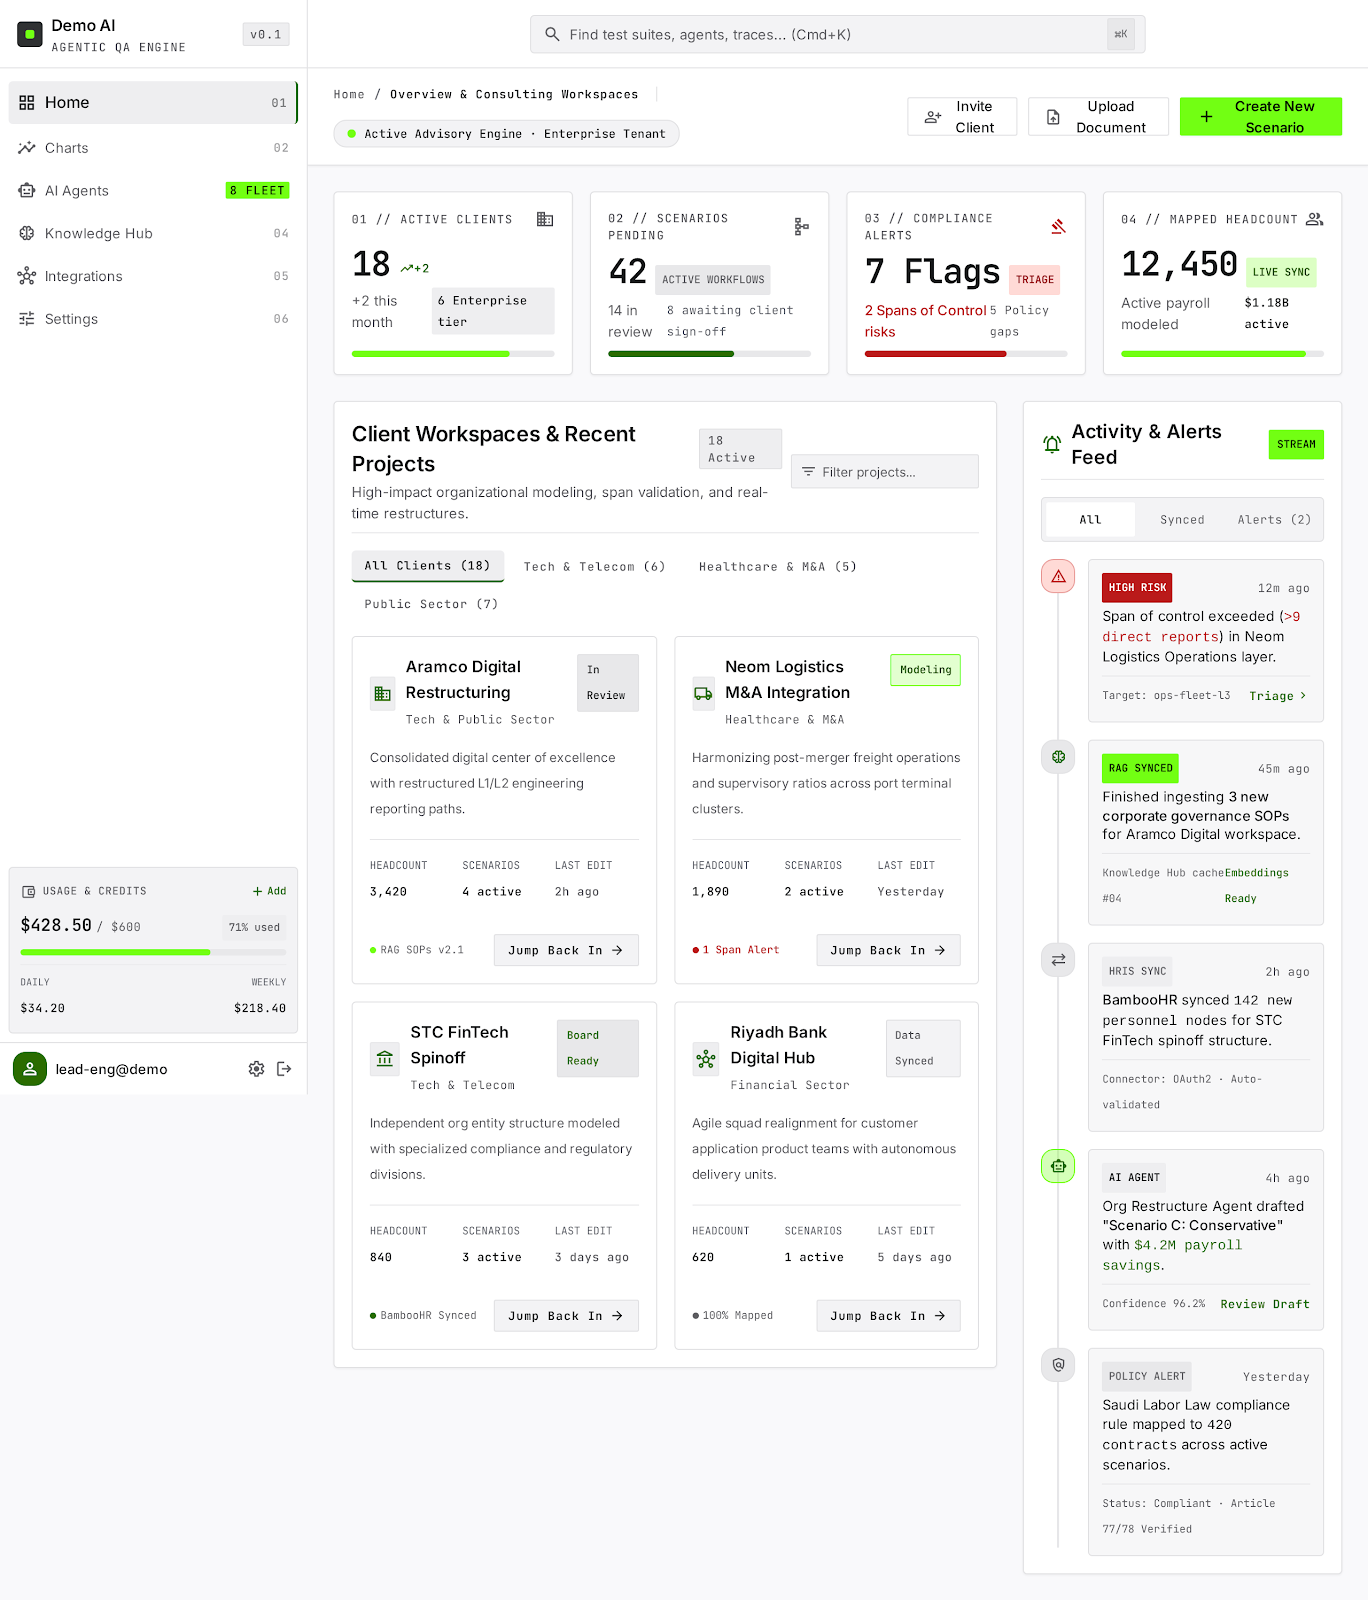 Demo AI
AGENTIC QA ENGINE
v0.1
Find test suites, agents, traces... (Cmd+K)
⌘K
Home 01
Charts 02
AI Agents 8 FLEET
Knowledge Hub 04
Integrations 05
Settings 06
USAGE & CREDITS + Add
$428.50 / $600 71% used
DAILY WEEKLY
$34.20 $218.40
lead-eng@demo
Home / Overview & Consulting Workspaces
Active Advisory Engine · Enterprise Tenant
Invite
Client
Upload
Document
+ Create New
Scenario
01 // ACTIVE CLIENTS
18 +2
+2 this
month
6 Enterprise
tier
02 // SCENARIOS
PENDING
42 ACTIVE WORKFLOWS
14 in
review
8 awaiting client
sign-off
03 // COMPLIANCE
ALERTS
7 Flags TRIAGE
2 Spans of Control
risks
5 Policy
gaps
04 // MAPPED HEADCOUNT
12,450 LIVE SYNC
Active payroll
modeled
$1.18B
active
Client Workspaces & Recent
Projects
18
Active
High-impact organizational modeling, span validation, and real-
time restructures.
Filter projects...
All Clients (18) Tech & Telecom (6) Healthcare & M&A (5)
Public Sector (7)
Aramco Digital
Restructuring
Tech & Public Sector
In
Review
Consolidated digital center of excellence
with restructured L1/L2 engineering
reporting paths.
HEADCOUNT SCENARIOS LAST EDIT
3,420 4 active 2h ago
RAG SOPs v2.1 Jump Back In →
Neom Logistics
M&A Integration
Healthcare & M&A
Modeling
Harmonizing post-merger freight operations
and supervisory ratios across port terminal
clusters.
HEADCOUNT SCENARIOS LAST EDIT
1,890 2 active Yesterday
1 Span Alert Jump Back In →
STC FinTech
Spinoff
Tech & Telecom
Board
Ready
Independent org entity structure modeled
with specialized compliance and regulatory
divisions.
HEADCOUNT SCENARIOS LAST EDIT
840 3 active 3 days ago
BambooHR Synced Jump Back In →
Riyadh Bank
Digital Hub
Financial Sector
Data
Synced
Agile squad realignment for customer
application product teams with autonomous
delivery units.
HEADCOUNT SCENARIOS LAST EDIT
620 1 active 5 days ago
100% Mapped Jump Back In →
Activity & Alerts
Feed
STREAM
All Synced Alerts (2)
HIGH RISK 12m ago
Span of control exceeded (>9
direct reports) in Neom
Logistics Operations layer.
Target: ops-fleet-l3 Triage >
RAG SYNCED 45m ago
Finished ingesting 3 new
corporate governance SOPs
for Aramco Digital workspace.
Knowledge Hub cache
#04
Embeddings
Ready
HRIS SYNC 2h ago
BambooHR synced 142 new
personnel nodes for STC
FinTech spinoff structure.
Connector: OAuth2 · Auto-
validated
AI AGENT 4h ago
Org Restructure Agent drafted
"Scenario C: Conservative"
with $4.2M payroll
savings.
Confidence 96.2% Review Draft
POLICY ALERT Yesterday
Saudi Labor Law compliance
rule mapped to 420
contracts across active
scenarios.
Status: Compliant · Article
77/78 Verified